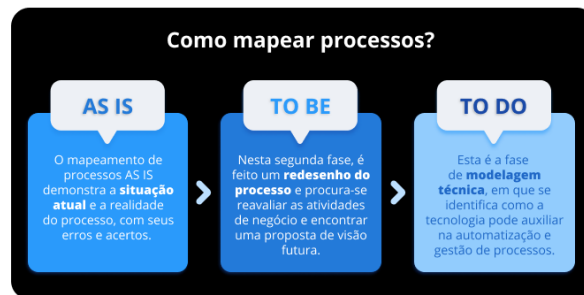 Como mapear processos?
AS IS
O mapeamento de
processos AS IS
demonstra a situação
atual e a realidade
do processo, com seus
erros e acertos.
TO BE
Nesta segunda fase, é
feito um redesenho do
processo e procura-se
reavaliar as atividades
de negócio e encontrar
uma proposta de visão
futura.
TO DO
Esta é a fase
de modelagem
técnica, em que se
identifica como a
tecnologia pode auxiliar
na automatização e
gestão de processos.